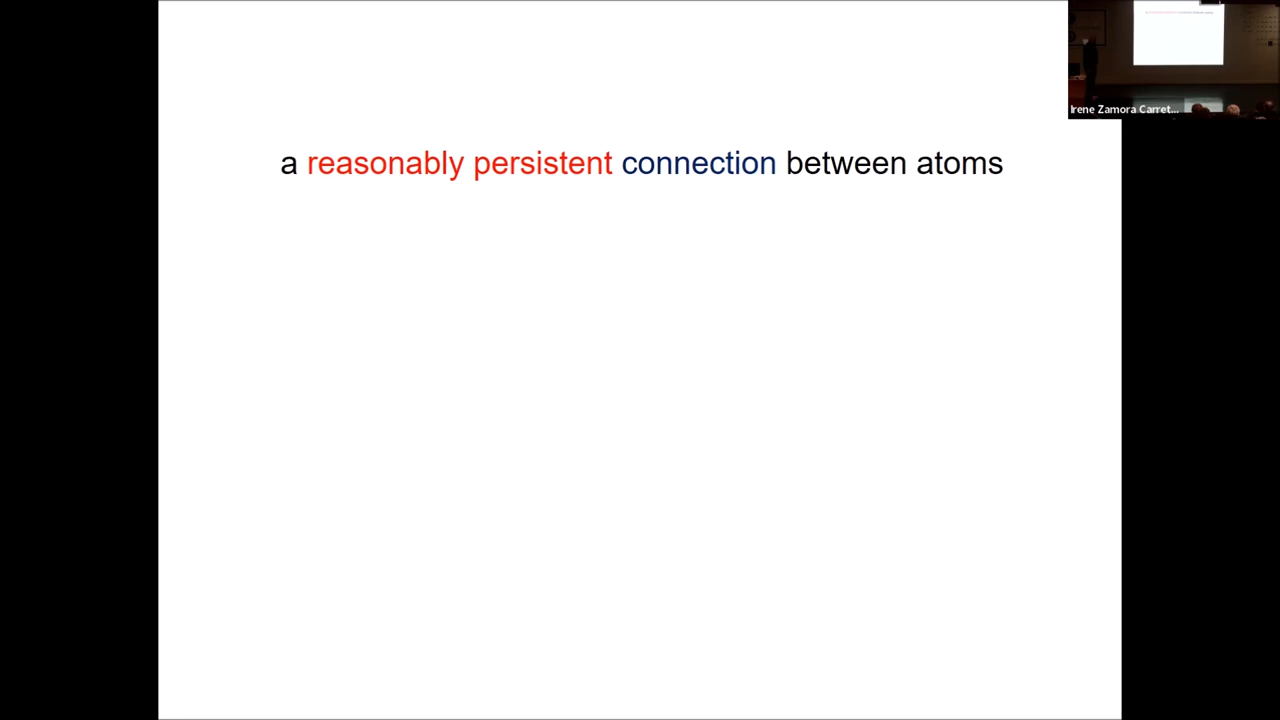 Irene Zamora Carret...
a reasonably persistent connection between atoms